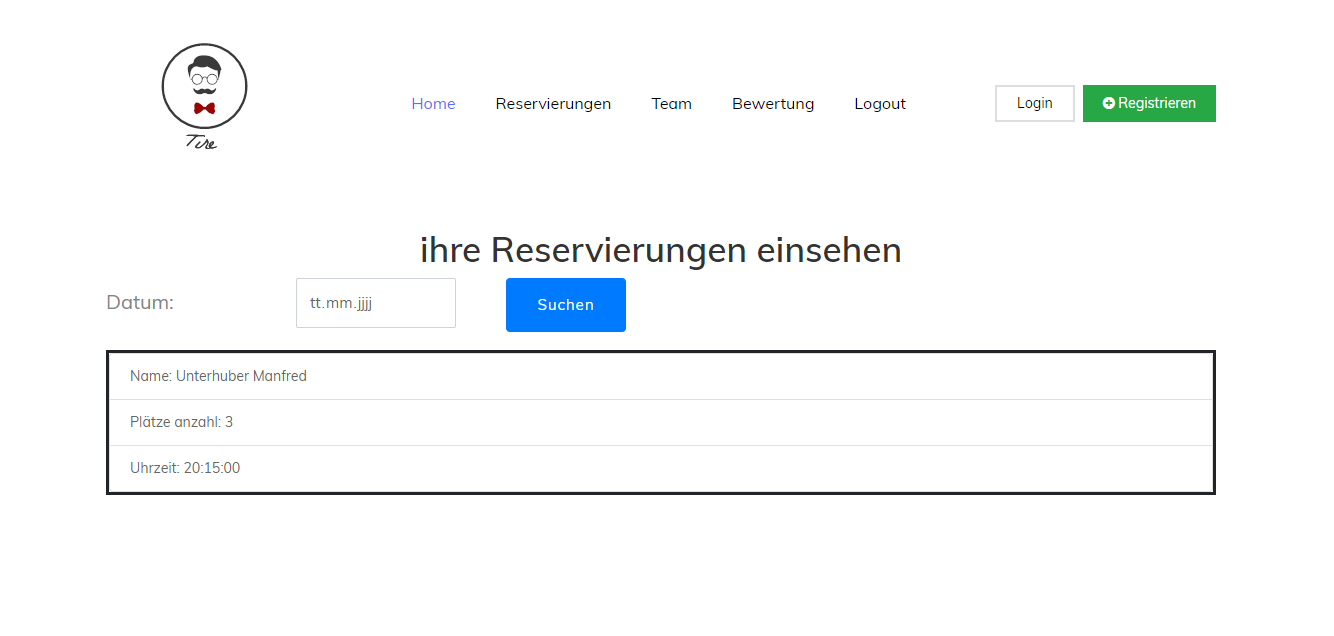 Tire
Home Reservierungen Team Bewertung Logout Login Registrieren
ihre Reservierungen einsehen
Datum: tt.mm.jjjj Suchen
Name: Unterhuber Manfred
Plätze anzahl: 3
Uhrzeit: 20:15:00